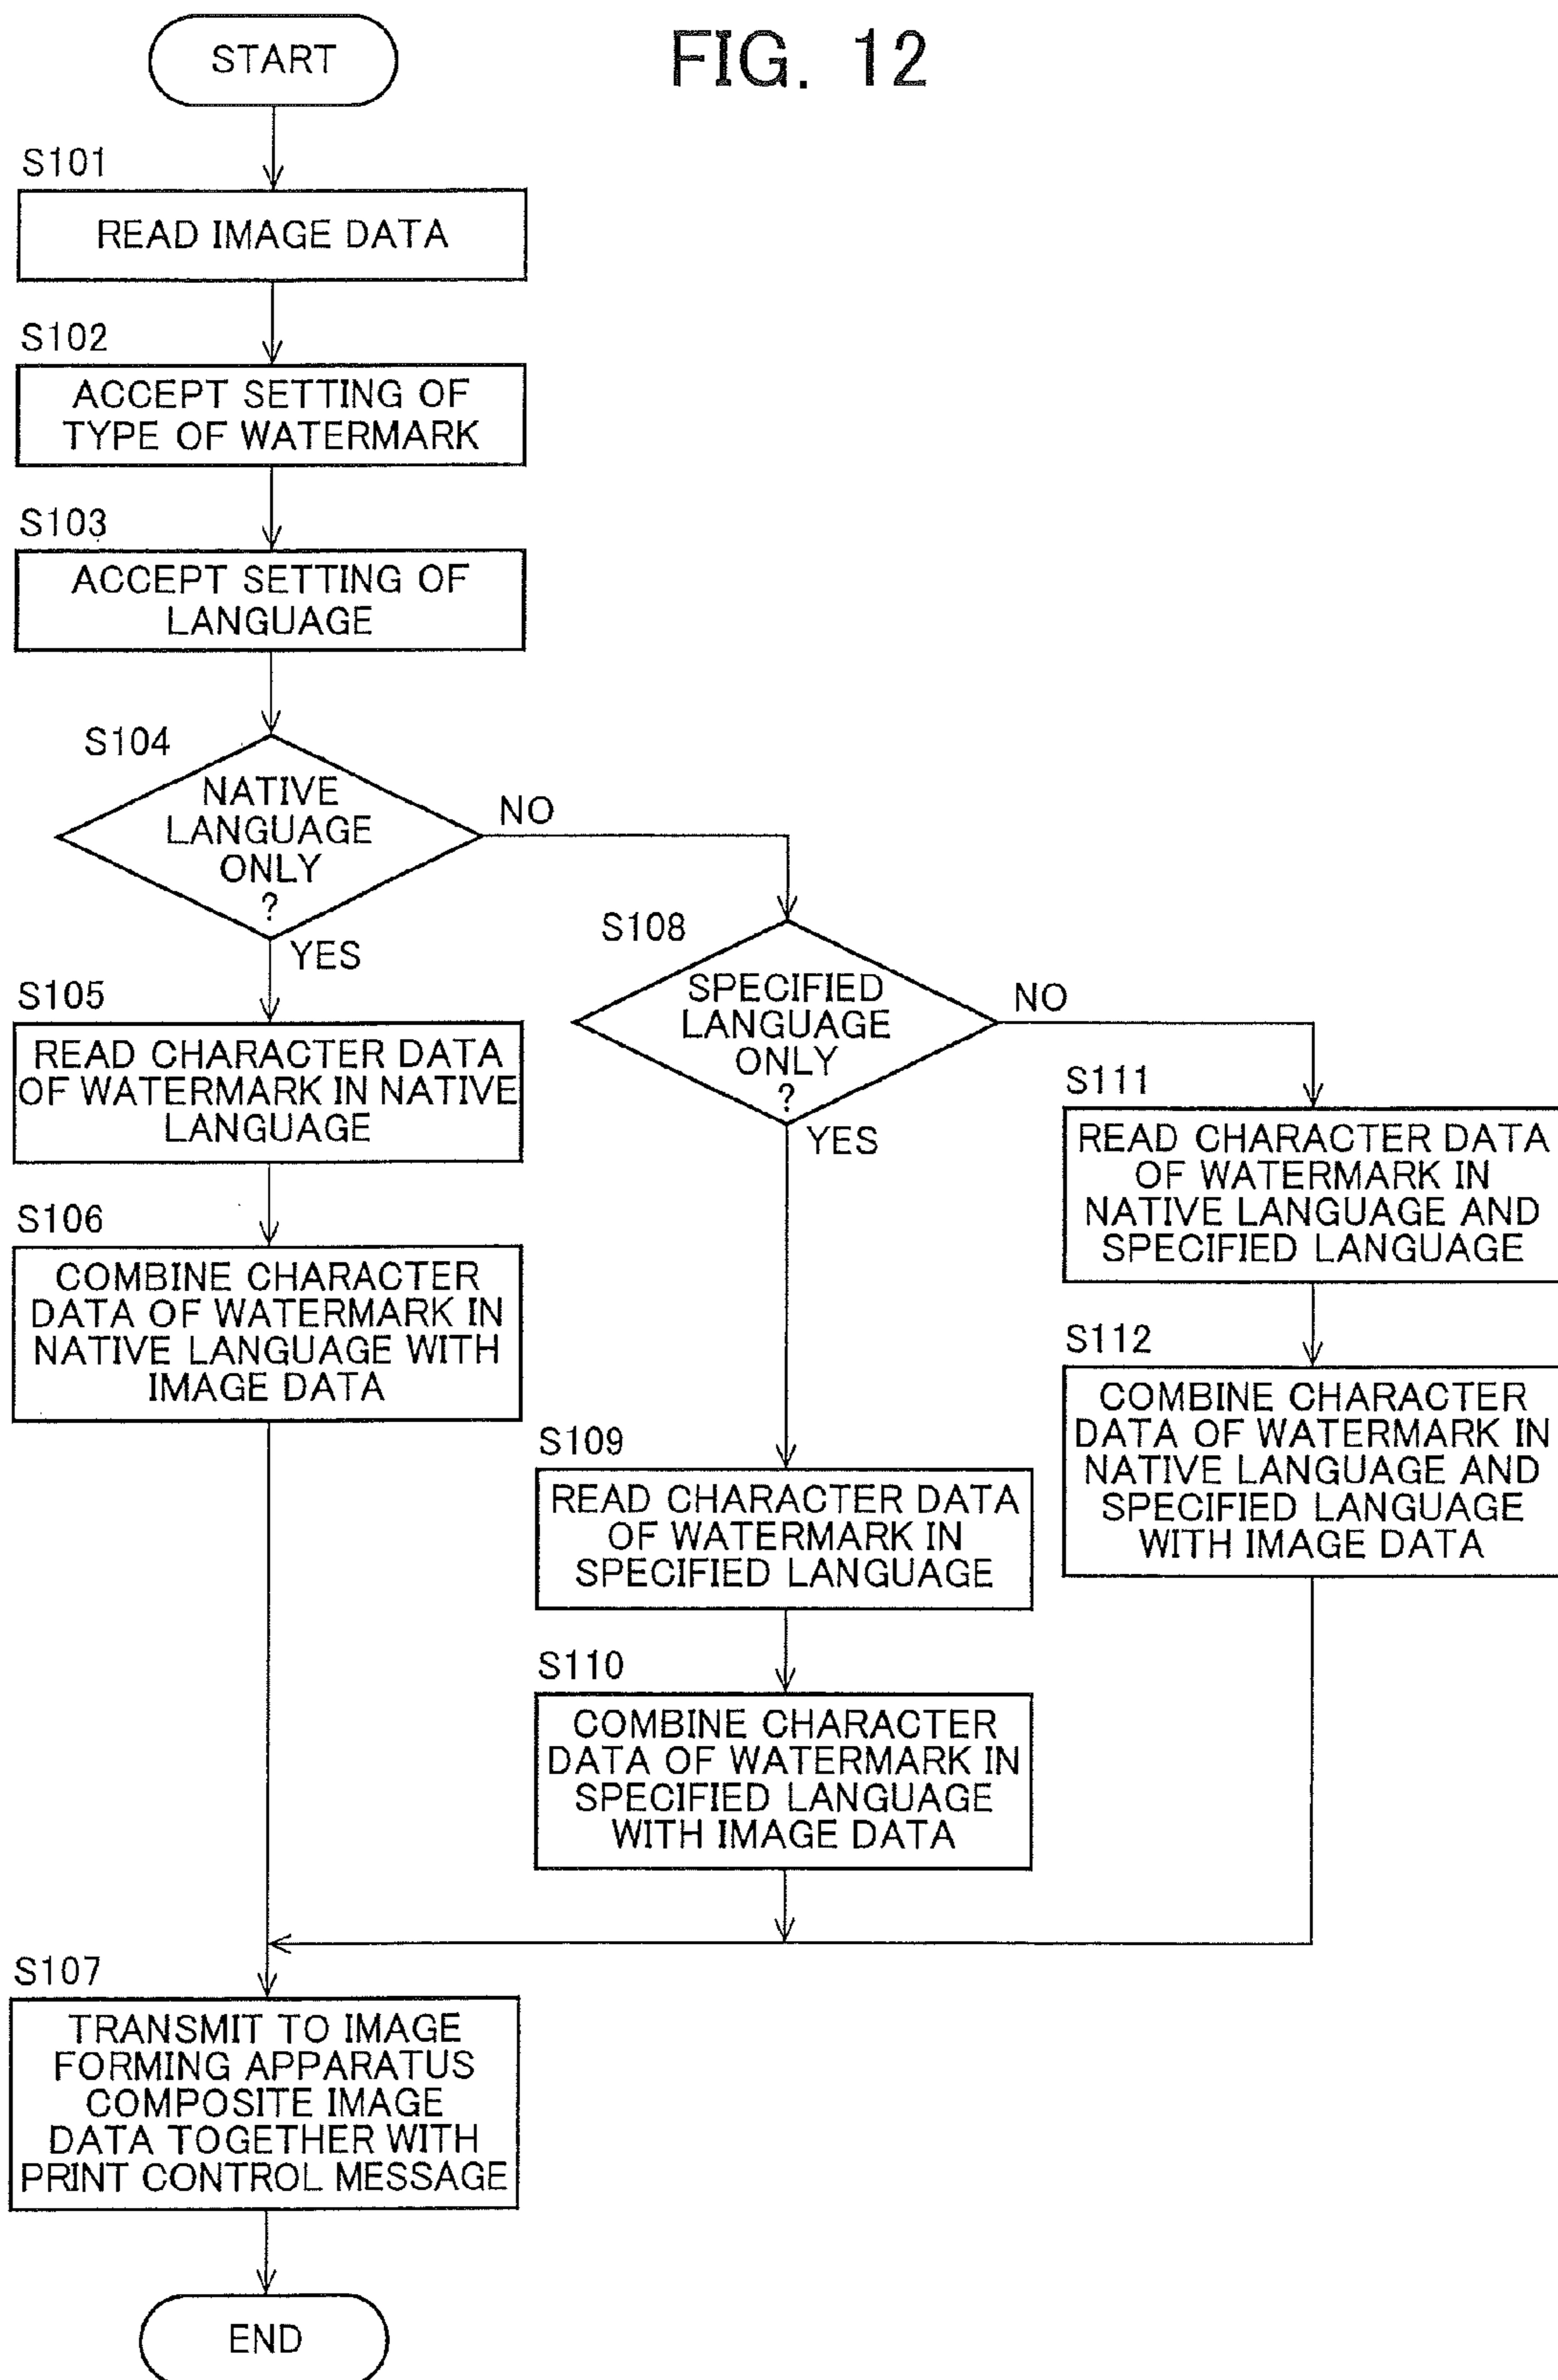 FIG. 12
START
S101
READ IMAGE DATA
S102
ACCEPT SETTING OF
TYPE OF WATERMARK
S103
ACCEPT SETTING OF
LANGUAGE
S104
NATIVE
LANGUAGE
ONLY
?
NO
YES
S105
READ CHARACTER DATA
OF WATERMARK IN NATIVE
LANGUAGE
S106
COMBINE CHARACTER
DATA OF WATERMARK IN
NATIVE LANGUAGE WITH
IMAGE DATA
S108
SPECIFIED
LANGUAGE
ONLY
?
NO
YES
S109
READ CHARACTER DATA
OF WATERMARK IN
SPECIFIED LANGUAGE
S110
COMBINE CHARACTER
DATA OF WATERMARK IN
SPECIFIED LANGUAGE
WITH IMAGE DATA
S111
READ CHARACTER DATA
OF WATERMARK IN
NATIVE LANGUAGE AND
SPECIFIED LANGUAGE
S112
COMBINE CHARACTER
DATA OF WATERMARK IN
NATIVE LANGUAGE AND
SPECIFIED LANGUAGE
WITH IMAGE DATA
S107
TRANSMIT TO IMAGE
FORMING APPARATUS
COMPOSITE IMAGE
DATA TOGETHER WITH
PRINT CONTROL MESSAGE
END